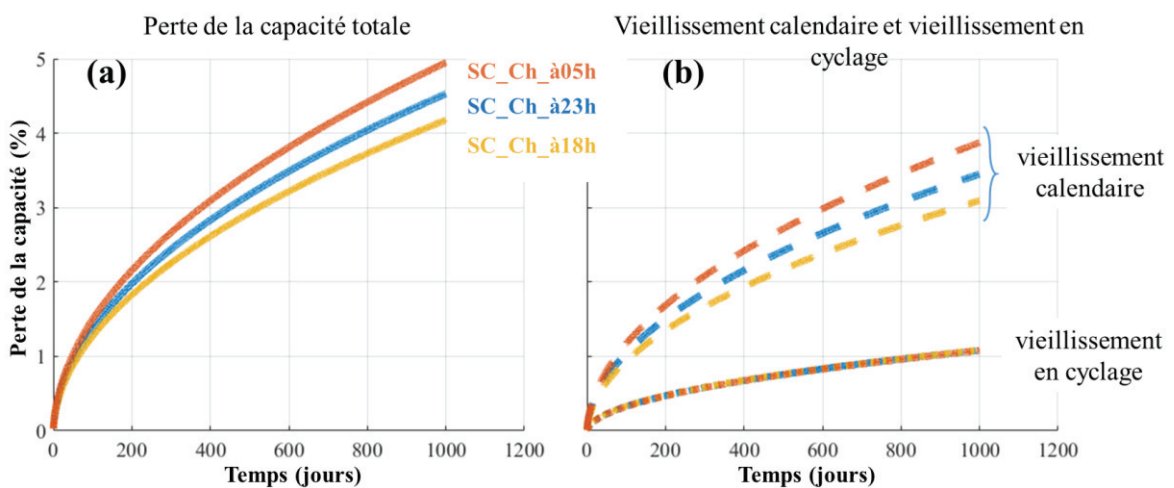 Perte de la capacité totale
Vieillissement calendaire et vieillissement en
cyclage
Perte de la capacité (%)
5
4
3
2
1
0
(a)
SC_Ch_à05h
SC_Ch_à23h
SC_Ch_à18h
0 200 400 600 800 1000 1200
Temps (jours)
(b)
vieillissement
calendaire
vieillissement
en cyclage
0 200 400 600 800 1000 1200
Temps (jours)